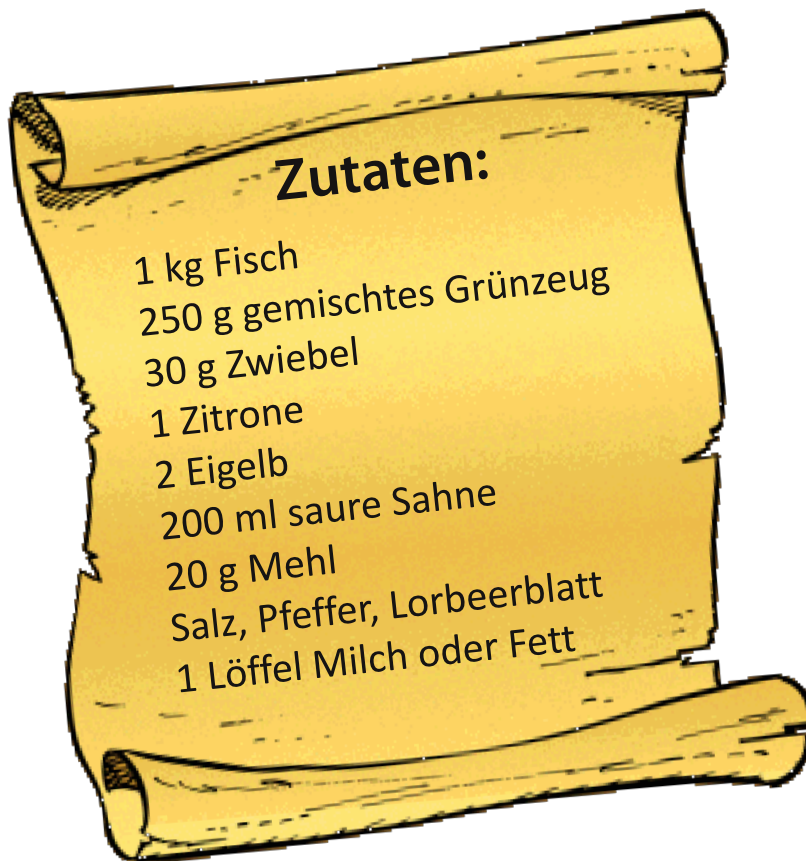 Zutaten:
1 kg Fisch
250 g gemischtes Grünzeug
30 g Zwiebel
1 Zitrone
2 Eigelb
200 ml saure Sahne
20 g Mehl
Salz, Pfeffer, Lorbeerblatt
1 Löffel Milch oder Fett